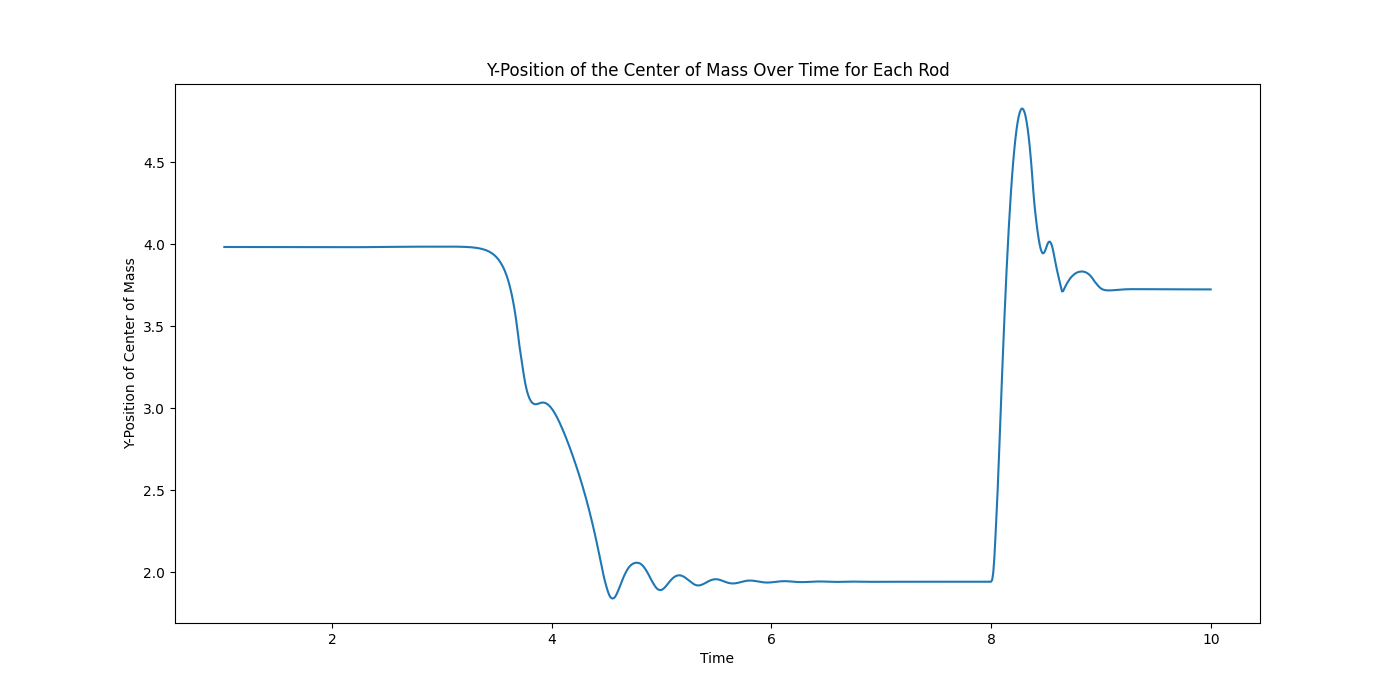 Y-Position of the Center of Mass Over Time for Each Rod
Y-Position of Center of Mass
4.5
4.0
3.5
3.0
2.5
2.0
2 4 6 8 10
Time